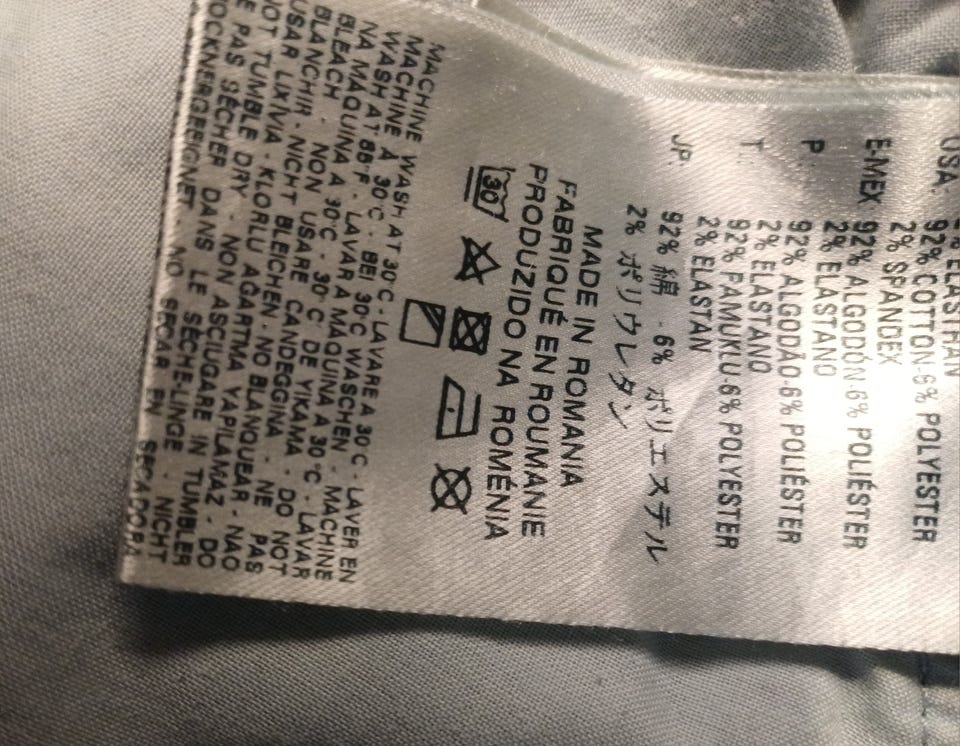 USA. 92% COTTON-6% POLYESTER
2% SPANDEX
E-MEX 92% ALGODÓN-6% POLIÉSTER
2% ELASTANO
P. 92% ALGODÃO-6% POLIÉSTER
2% ELASTANO
T. 92% PAMUKLU-6% POLYESTER
2% ELASTAN
JP. 92% 綿 -6% ポリエステル
2% ポリウレタン
MADE IN ROMANIA
FABRIQUÉ EN ROUMANIE
PRODUZIDO NA ROMÉNIA
30
MACHINE WASH AT 30°C - LAVARE A 30°C - LAVER EN
MACHINE À 30°C - BEI 30°C WASCHEN - MACHINE
WASH AT 86°F - LAVAR A MÁQUINA A 30°C - LAVAR
NA MÁQUINA A 30°C - 30°C DE YIKAMA - DO NOT
BLEACH - NON USARE CANDEGGINA - NE PAS
BLANCHIR - NICHT BLEICHEN - NO BLANQUEAR - NÃO
USAR LIXÍVIA - KLORLU AĞARTMA YAPILAMAZ - DO
NOT TUMBLE DRY - NON ASCIUGARE IN TUMBLER
NE PAS SÈCHER DANS LE SÈCHE-LINGE - NICHT
TROCKNERGEEIGNET - NO SECAR EN SECADORA